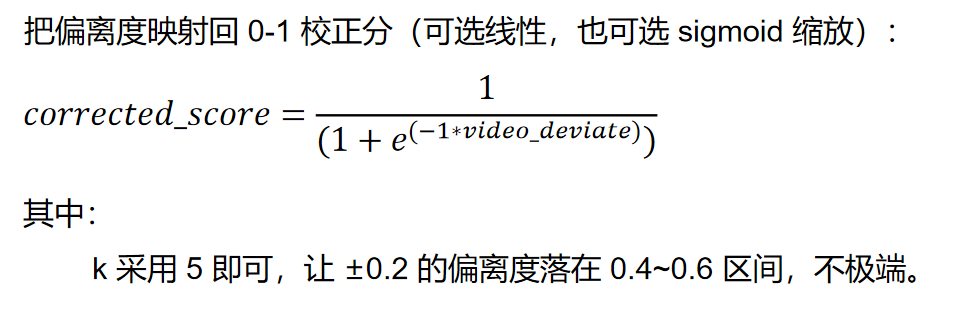 把偏离度映射回 0-1 校正分（可选线性，也可选 sigmoid 缩放）:
corrected_score = \frac{1}{(1 + e^{(-1*video_deviate)})}
其中：
k 采用 5 即可，让 ±0.2 的偏离度落在 0.4~0.6 区间，不极端。